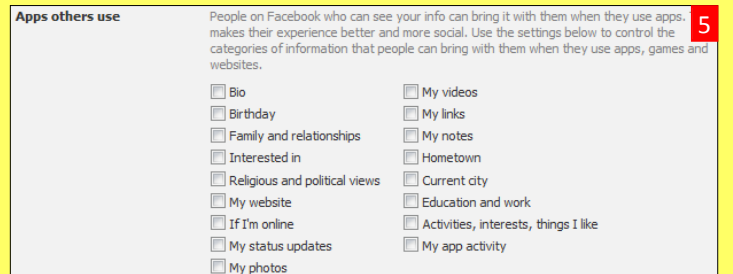 Apps others use
People on Facebook who can see your info can bring it with them when they use apps.
5
makes their experience better and more social. Use the settings below to control the
categories of information that people can bring with them when they use apps, games and
websites.
Bio
Birthday
Family and relationships
Interested in
Religious and political views
My website
If I'm online
My status updates
My photos
My videos
My links
My notes
Hometown
Current city
Education and work
Activities, interests, things I like
My app activity